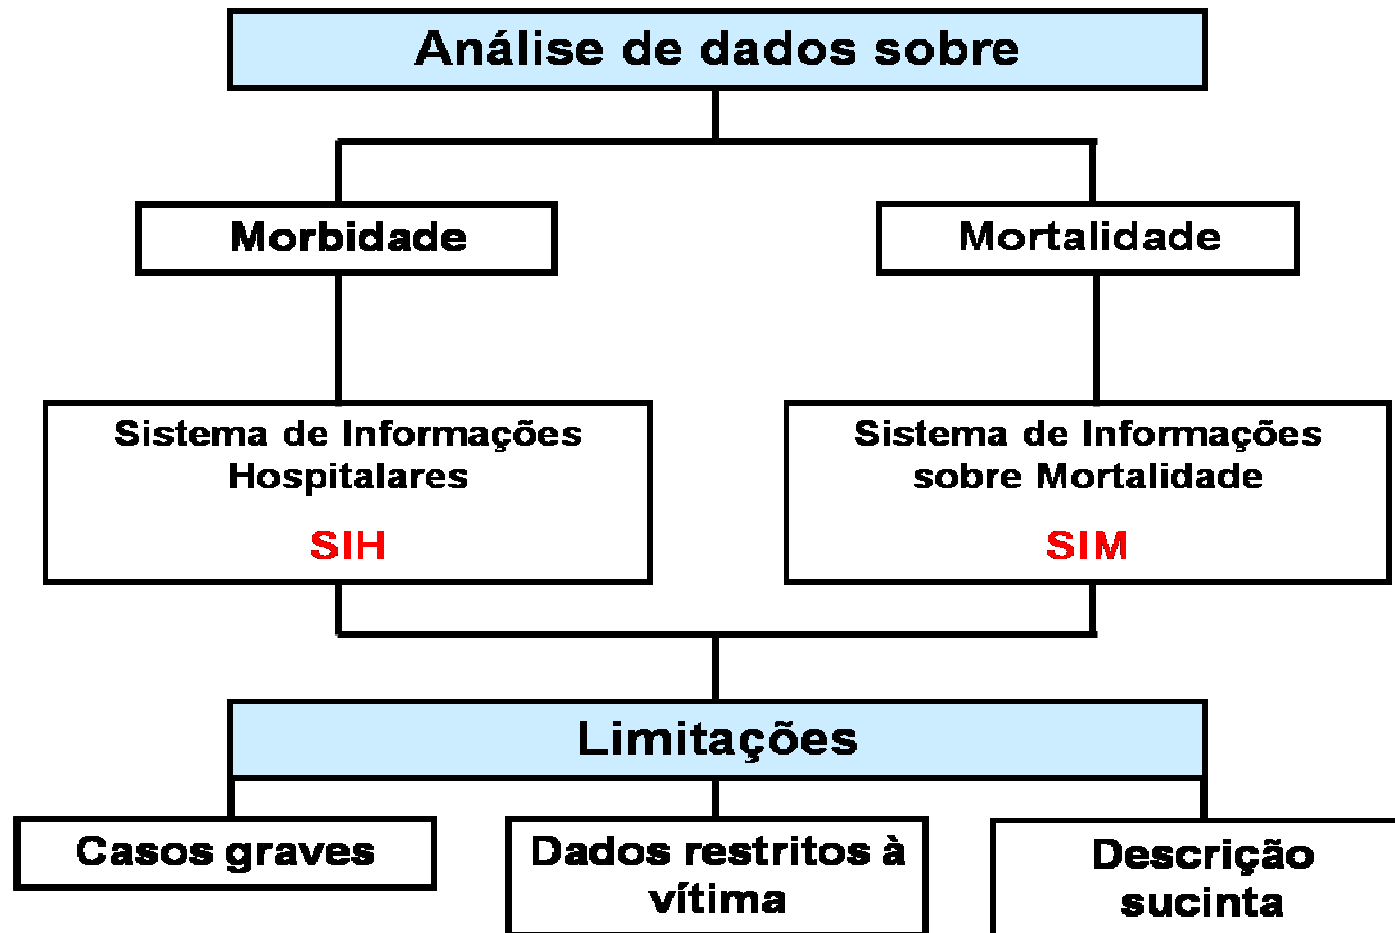 Análise de dados sobre
Morbidade
Mortalidade
Sistema de Informações
Hospitalares
SIH
Sistema de Informações
sobre Mortalidade
SIM
Limitações
Casos graves
Dados restritos à
vítima
Descrição
sucinta